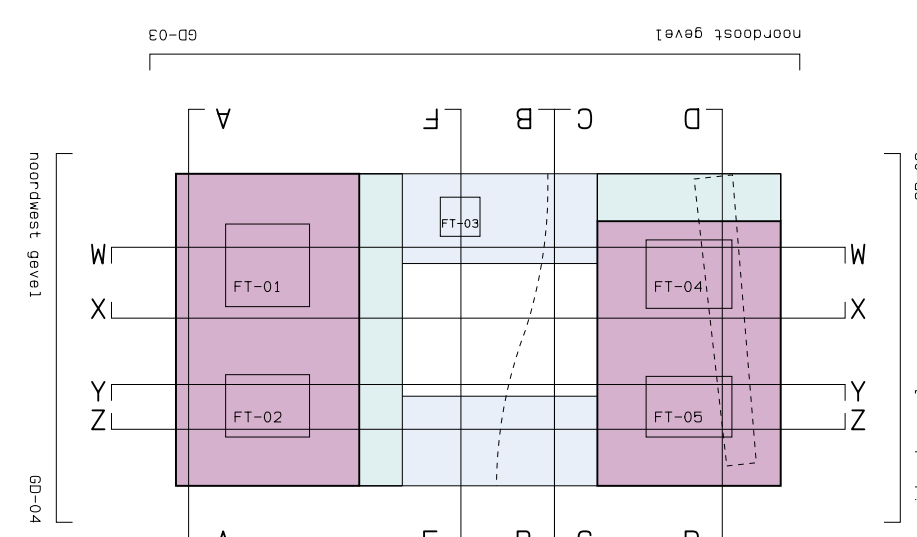 GD-03 noordoost gevel
A F B C D
noordwest gevel
FT-03
W W
FT-01 FT-04
X X
Y Y
FT-02 FT-05
Z Z
GD-04